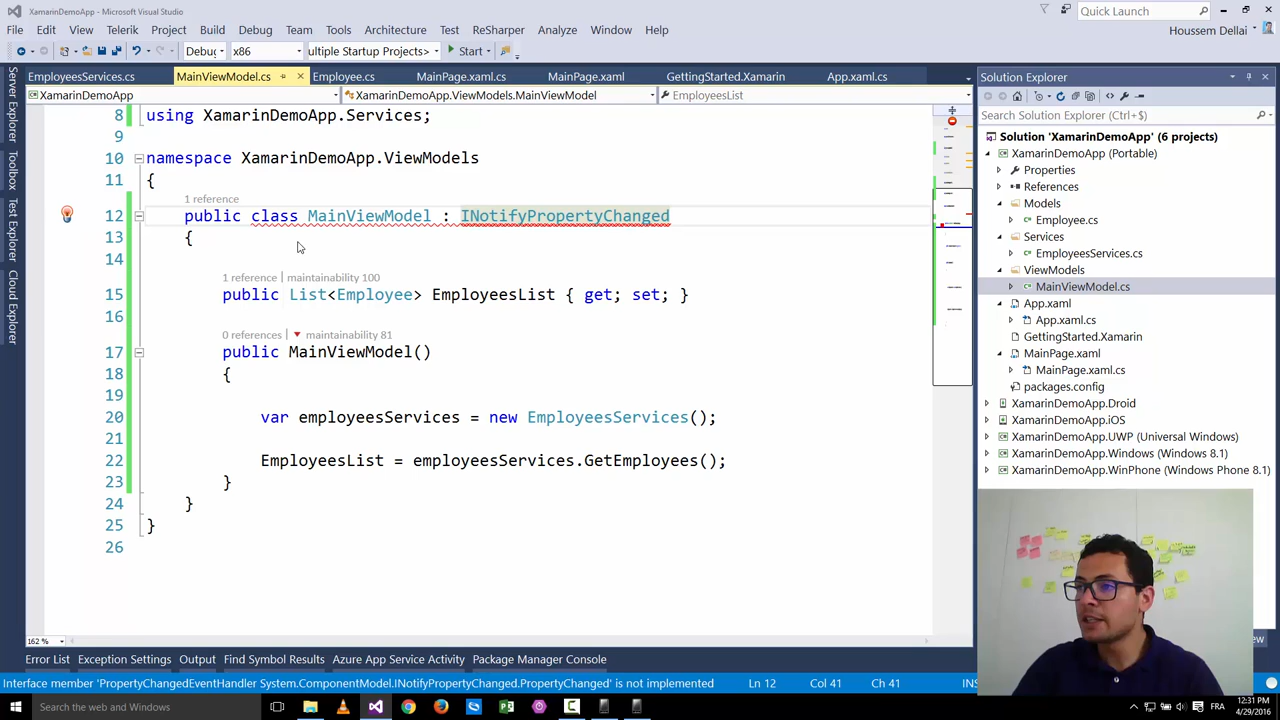 XamarinDemoApp - Microsoft Visual Studio
Quick Launch (Ctrl+Q)
File Edit View Telerik Project Build Debug Team Tools Architecture Test ReSharper Analyze Window Help
Houssem Dellai
Debug x86 ultiple Startup Projects> Start
EmployeesServices.cs MainViewModel.cs Employee.cs MainPage.xaml.cs MainPage.xaml GettingStarted.Xamarin App.xaml.cs
XamarinDemoApp XamarinDemoApp.ViewModels.MainViewModel EmployeesList
Server Explorer
Toolbox
Test Explorer
Cloud Explorer
8 using XamarinDemoApp.Services;
9
10 namespace XamarinDemoApp.ViewModels
11 {
1 reference
12 public class MainViewModel : INotifyPropertyChanged
13 {
14
1 reference | maintainability 100
15 public List<Employee> EmployeesList { get; set; }
16
0 references | maintainability 81
17 public MainViewModel()
18 {
19
20 var employeesServices = new EmployeesServices();
21
22 EmployeesList = employeesServices.GetEmployees();
23 }
24 }
25 }
26
162 %
Solution Explorer
Search Solution Explorer (Ctrl+$)
Solution 'XamarinDemoApp' (6 projects)
XamarinDemoApp (Portable)
Properties
References
Models
Employee.cs
Services
EmployeesServices.cs
ViewModels
MainViewModel.cs
App.xaml
App.xaml.cs
GettingStarted.Xamarin
MainPage.xaml
MainPage.xaml.cs
packages.config
XamarinDemoApp.Droid
XamarinDemoApp.iOS
XamarinDemoApp.UWP (Universal Windows)
XamarinDemoApp.Windows (Windows 8.1)
XamarinDemoApp.WinPhone (Windows Phone 8.1)
Error List Exception Settings Output Find Symbol Results Azure App Service Activity Package Manager Console
Interface member 'PropertyChangedEventHandler System.ComponentModel.INotifyPropertyChanged.PropertyChanged' is not implemented Ln 12 Col 41 Ch 41 INS
Search the web and Windows
FRA
12:31 PM
4/29/2016